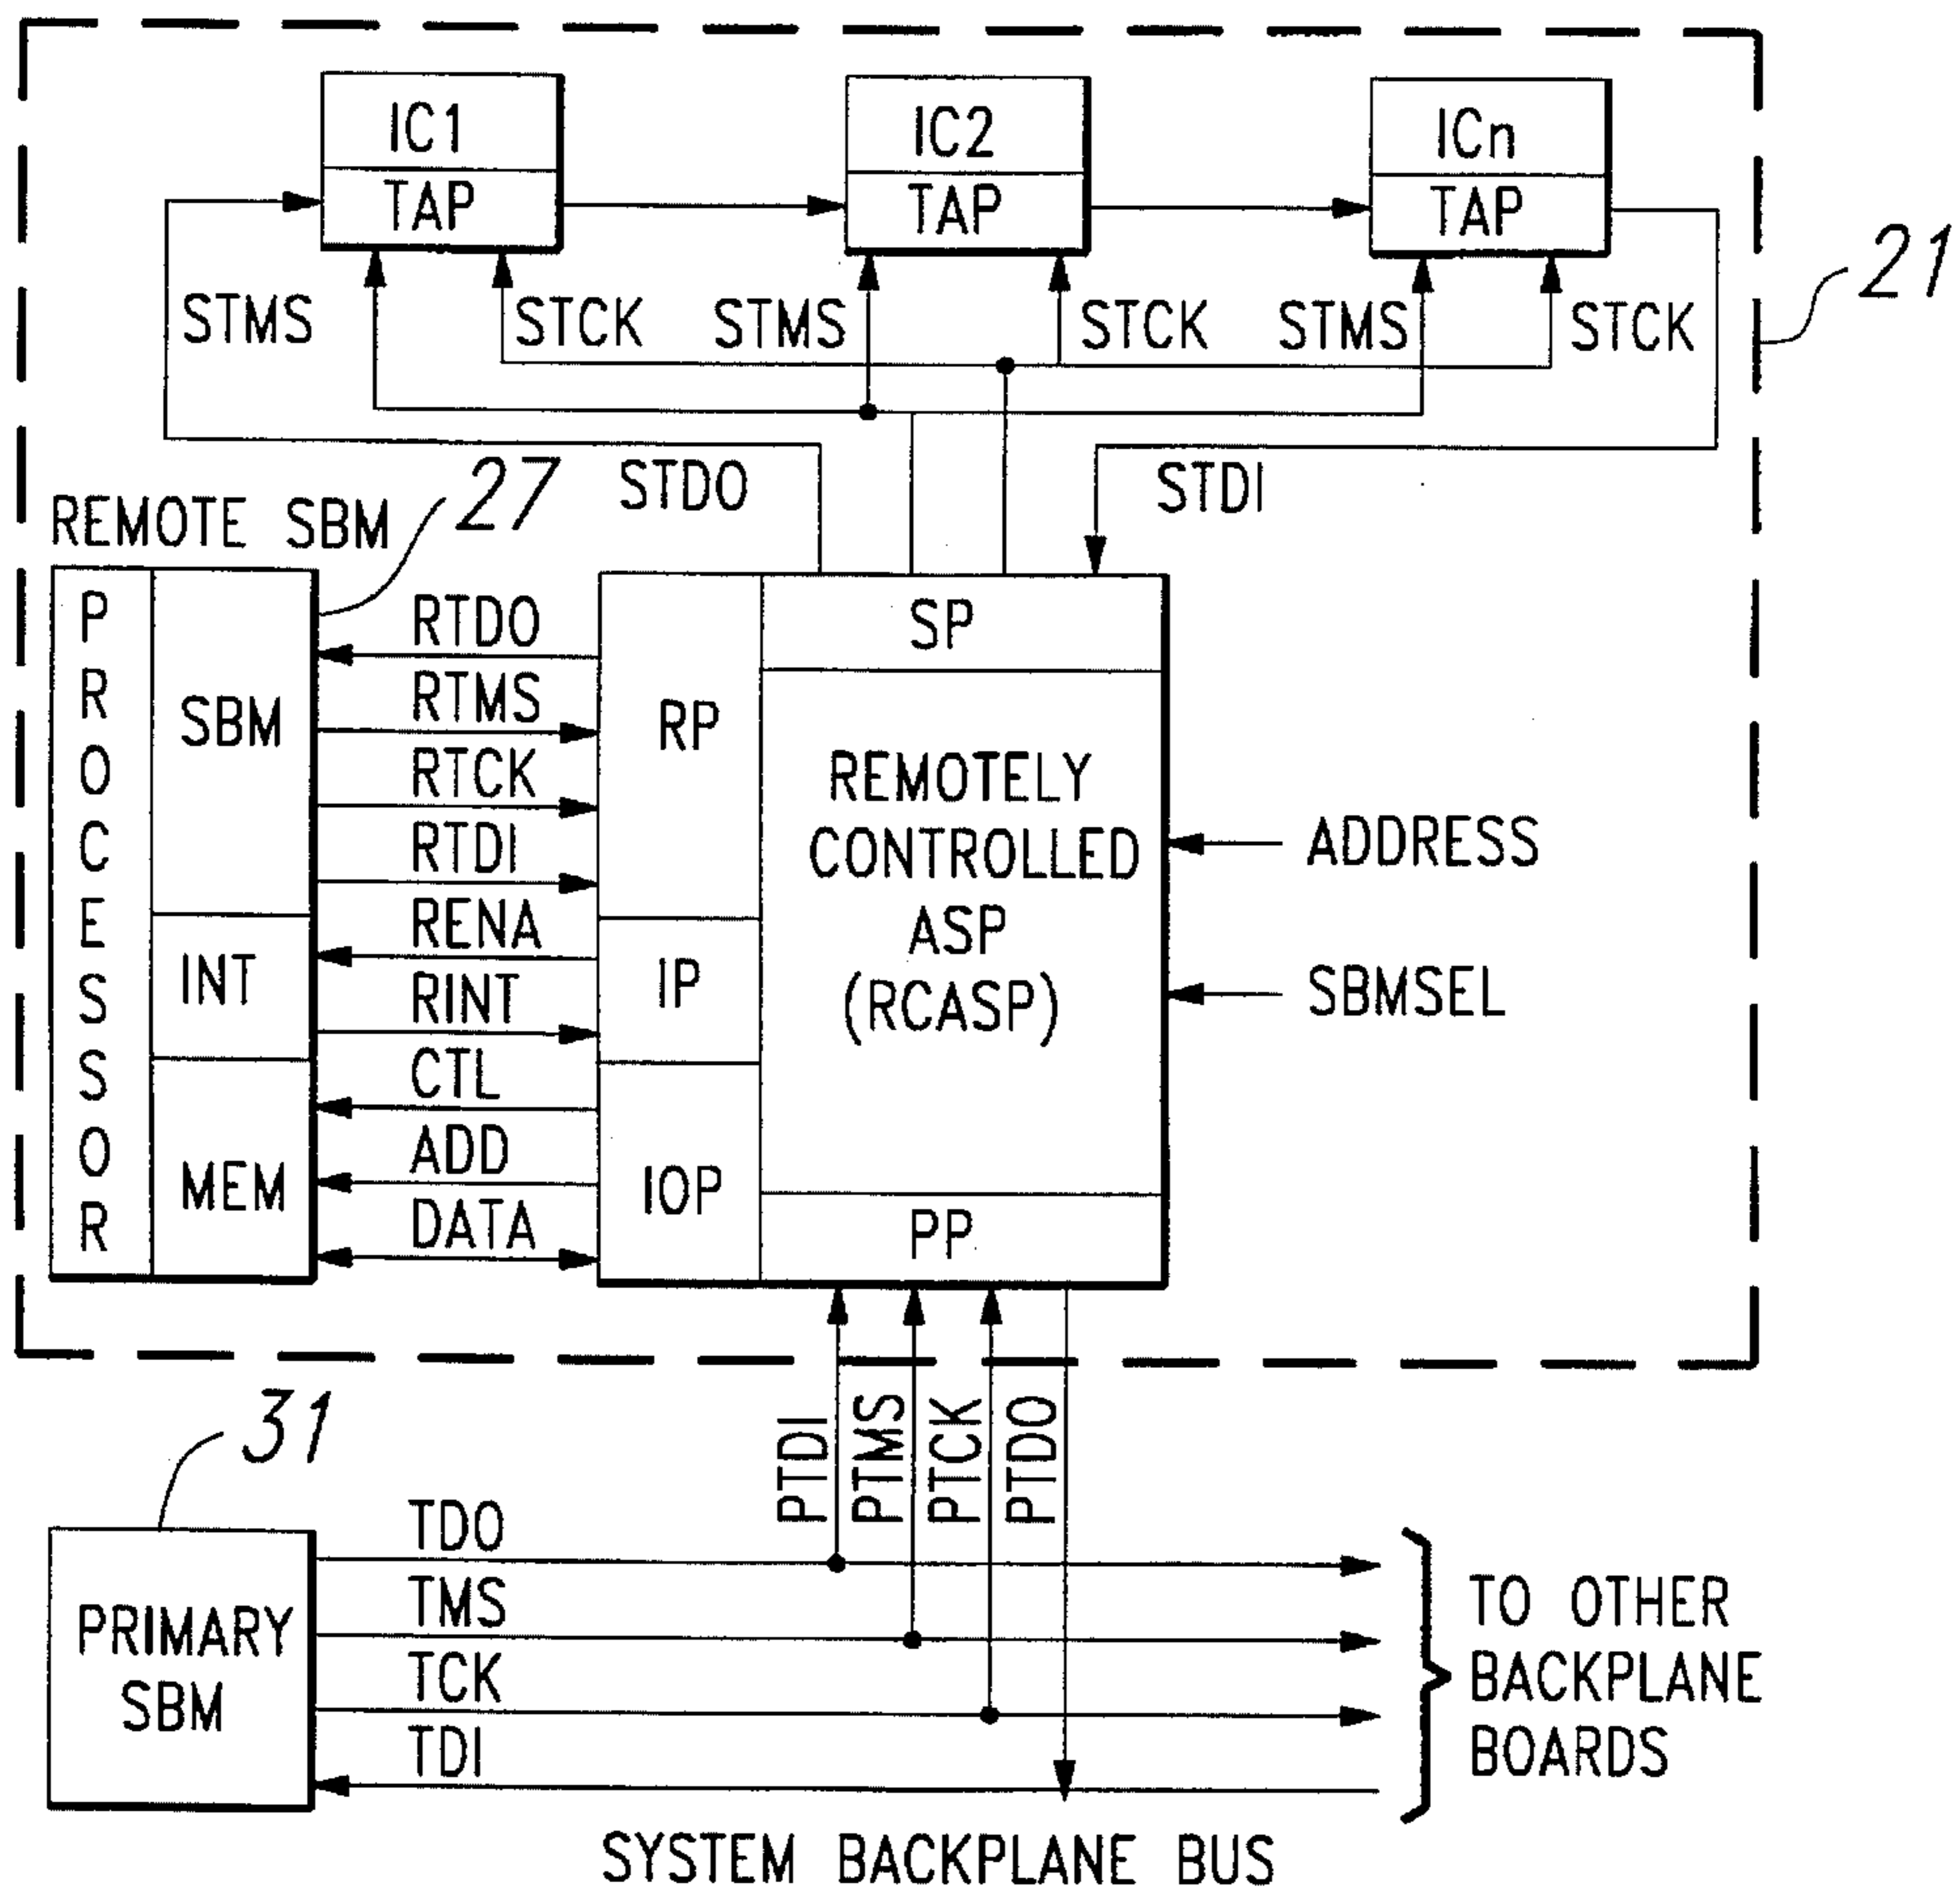 IC1
TAP
IC2
TAP
ICn
TAP
21
STMS
STCK
STMS
STCK
STMS
STCK
STDO
STDI
REMOTE SBM
27
PROCESSOR
SBM
INT
MEM
RTDO
RTMS
RTCK
RTDI
RENA
RINT
CTL
ADD
DATA
RP
IP
IOP
SP
REMOTELY
CONTROLLED
ASP
(RCASP)
PP
ADDRESS
SBMSEL
PTDI
PTMS
PTCK
PTDO
31
PRIMARY
SBM
TDO
TMS
TCK
TDI
TO OTHER
BACKPLANE
BOARDS
SYSTEM BACKPLANE BUS